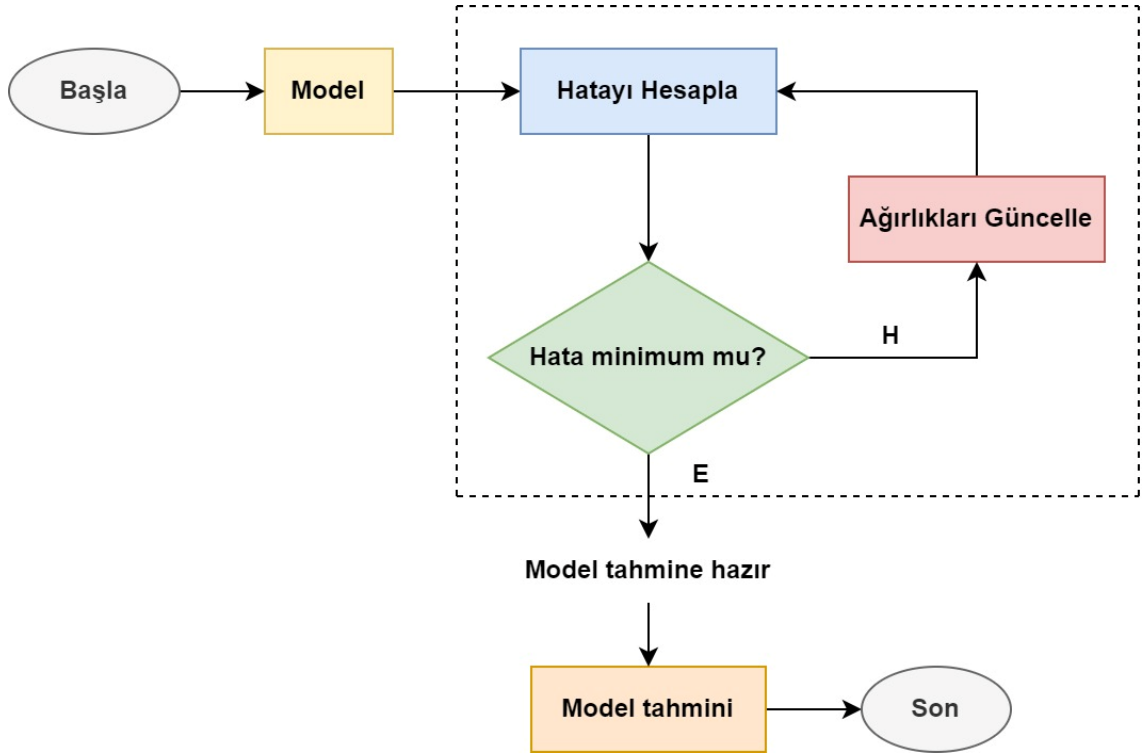 Başla
Model
Hatayı Hesapla
Ağırlıkları Güncelle
Hata minimum mu?
H
E
Model tahmine hazır
Model tahmini
Son